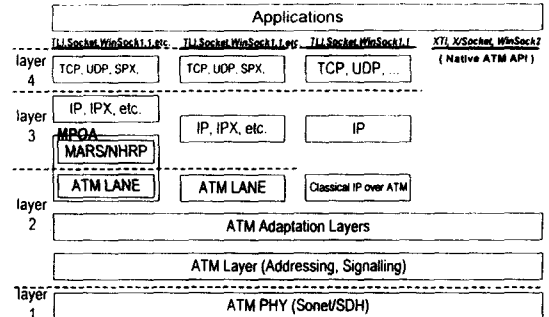 Applications
TLI,Socket,WinSock1.1,etc. TLI,Socket,WinSock1.1,etc TLI,Socket,WinSock1.1 XTI, X/Socket, WinSock2
layer 4 TCP, UDP, SPX, TCP, UDP, SPX, TCP, UDP, ... (Native ATM API)
layer 3 IP, IPX, etc. IP, IPX, etc. IP
MPOA
MARS/NHRP
ATM LANE ATM LANE Classical IP over ATM
layer 2
ATM Adaptation Layers
ATM Layer (Addressing, Signalling)
layer 1 ATM PHY (Sonet/SDH)